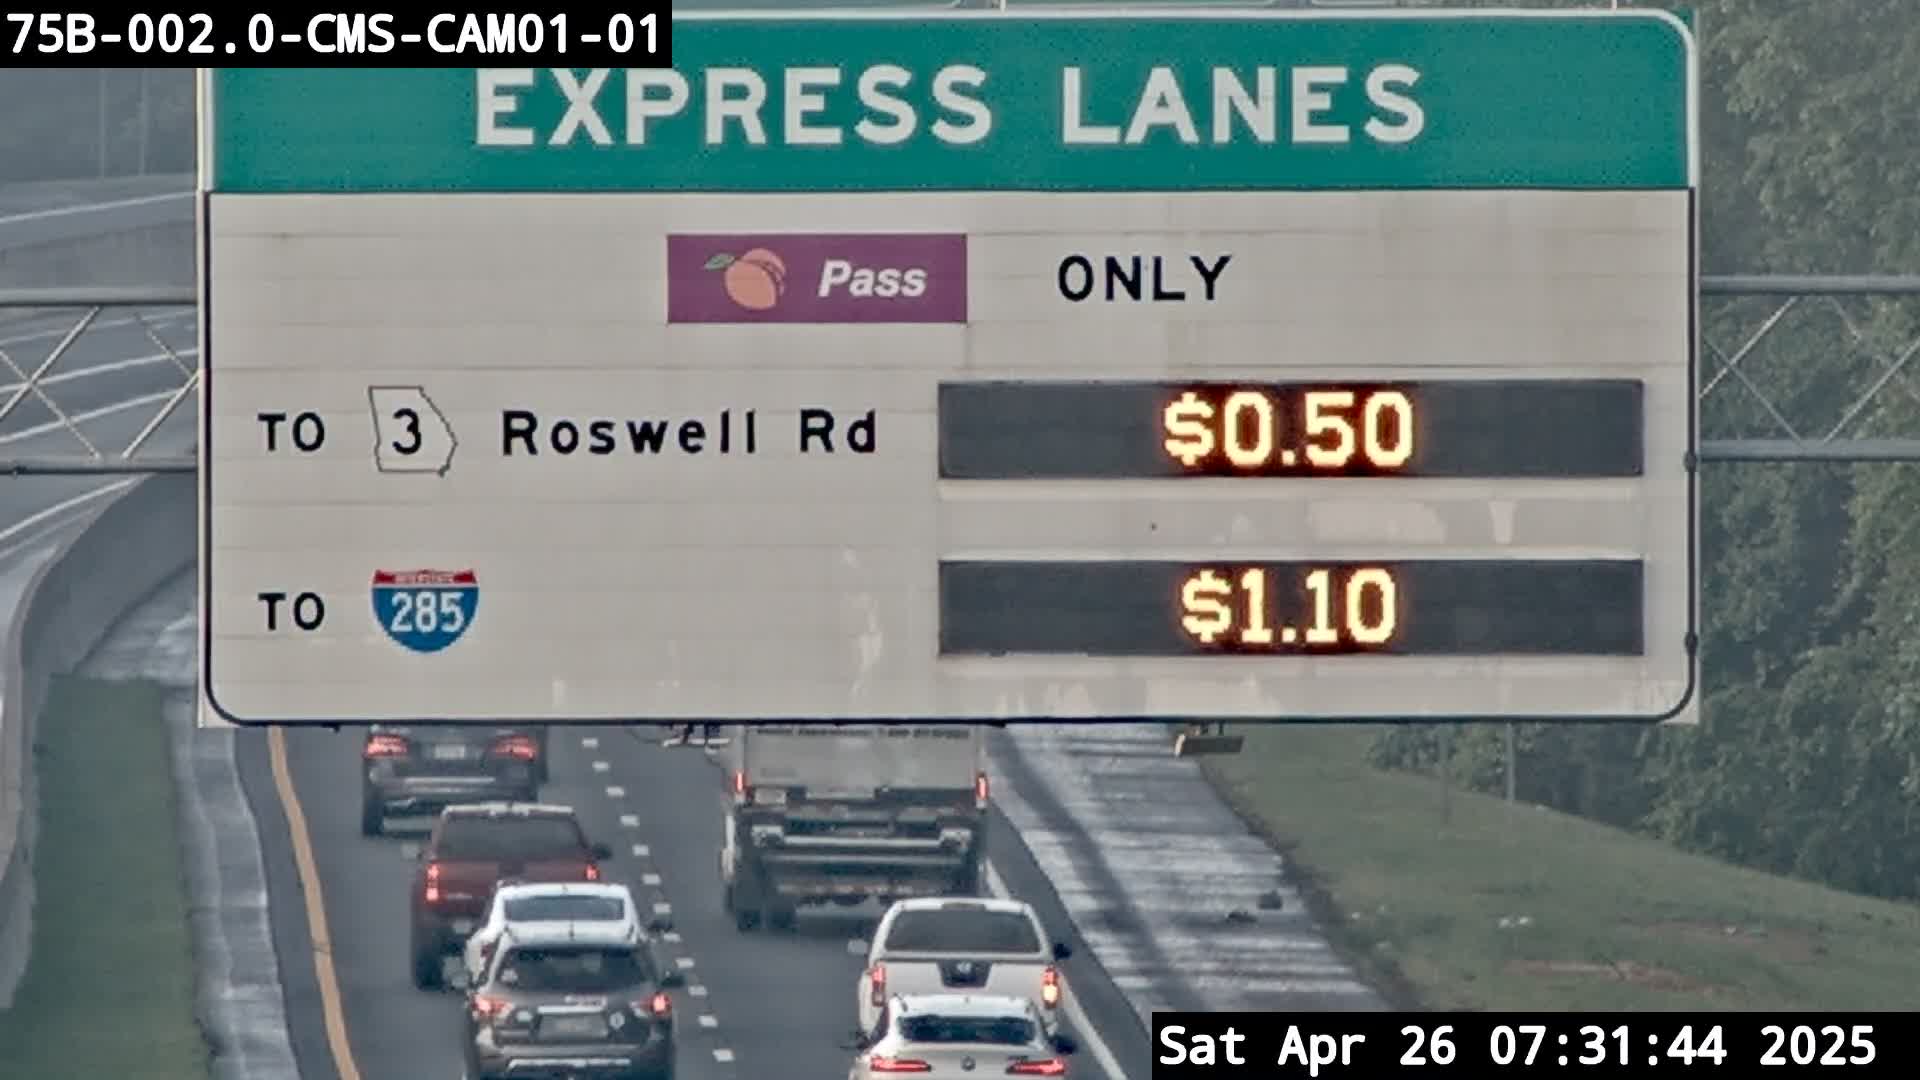 75B-002.0-CMS-CAM01-01
EXPRESS LANES
Pass ONLY
TO 3 Roswell Rd $0.50
TO 285 $1.10
Sat Apr 26 07:31:44 2025